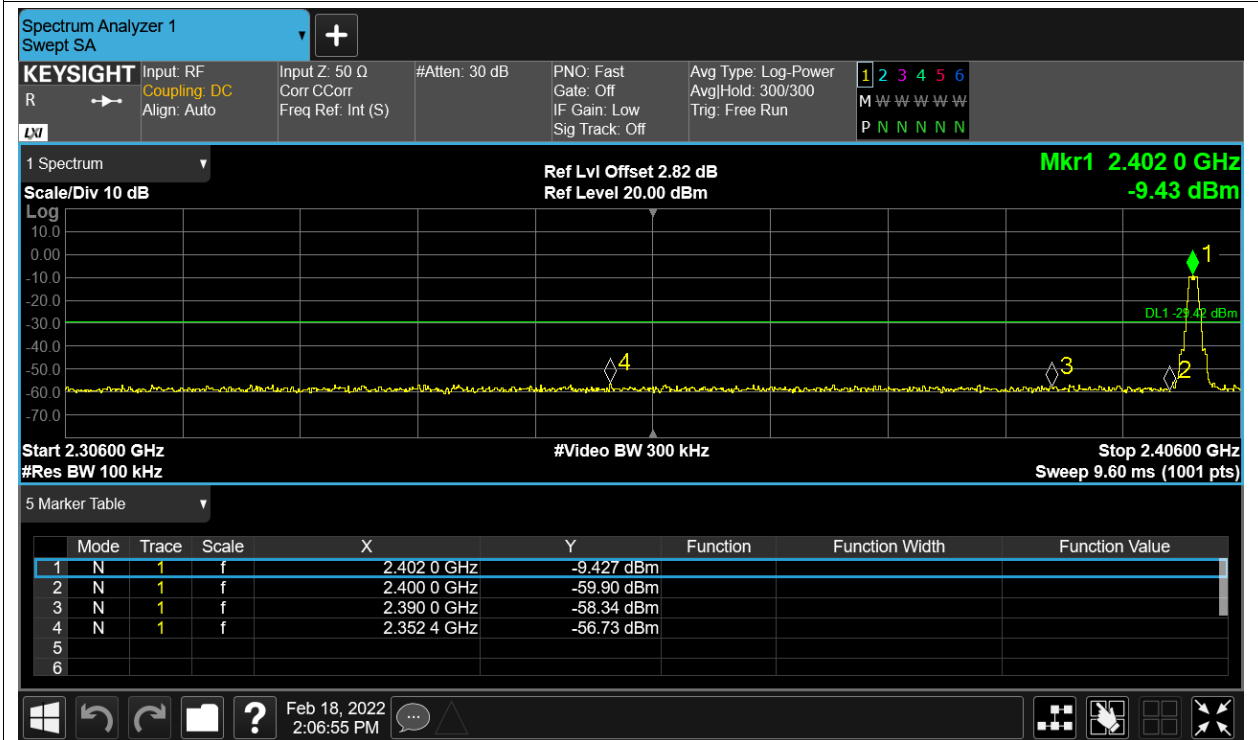 Spectrum Analyzer 1
Swept SA
+
KEYSIGHT
R
LXI
Input: RF
Coupling: DC
Align: Auto
Input Z: 50 Ω
Corr CCorr
Freq Ref: Int (S)
#Atten: 30 dB
PNO: Fast
Gate: Off
IF Gain: Low
Sig Track: Off
Avg Type: Log-Power
Avg|Hold: 300/300
Trig: Free Run
1 2 3 4 5 6
M W W W W W
P N N N N N
1 Spectrum
Scale/Div 10 dB
Ref Lvl Offset 2.82 dB
Ref Level 20.00 dBm
Mkr1 2.402 0 GHz
-9.43 dBm
Log
10.0
0.00
-10.0
-20.0
-30.0
-40.0
-50.0
-60.0
-70.0
1
DL1 -29.42 dBm
4
3
2
Start 2.30600 GHz
#Res BW 100 kHz
#Video BW 300 kHz
Stop 2.40600 GHz
Sweep 9.60 ms (1001 pts)
5 Marker Table
Mode Trace Scale X Y Function Function Width Function Value
1 N 1 f 2.402 0 GHz -9.427 dBm
2 N 1 f 2.400 0 GHz -59.90 dBm
3 N 1 f 2.390 0 GHz -58.34 dBm
4 N 1 f 2.352 4 GHz -56.73 dBm
5
6
?
Feb 18, 2022
2:06:55 PM